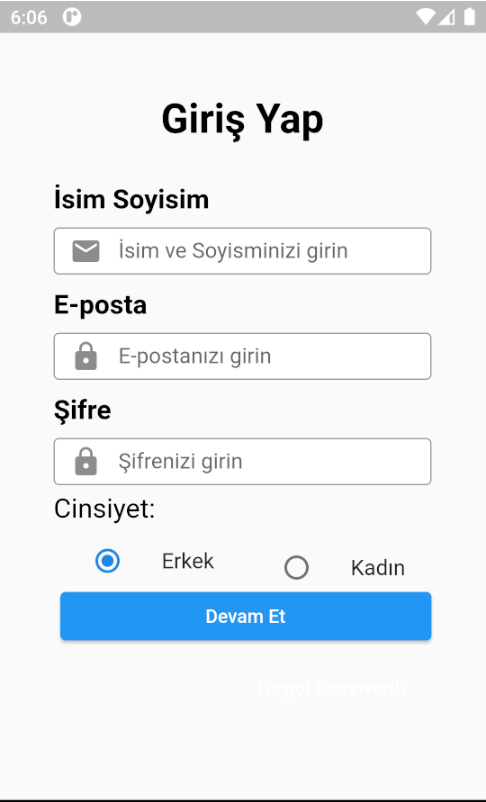 6:06
Giriş Yap
İsim Soyisim
İsim ve Soyisminizi girin
E-posta
E-postanızı girin
Şifre
Şifrenizi girin
Cinsiyet:
Erkek Kadın
Devam Et
Forgot Password?